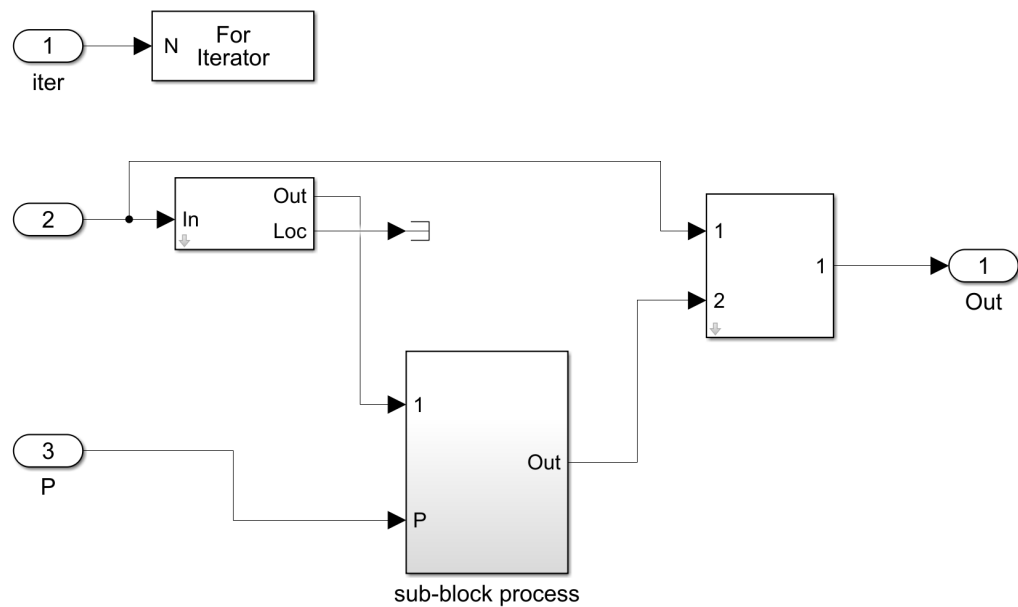 1
iter
N
For
Iterator
2
In
Out
Loc
1
2
1
1
Out
3
P
1
P
Out
sub-block process